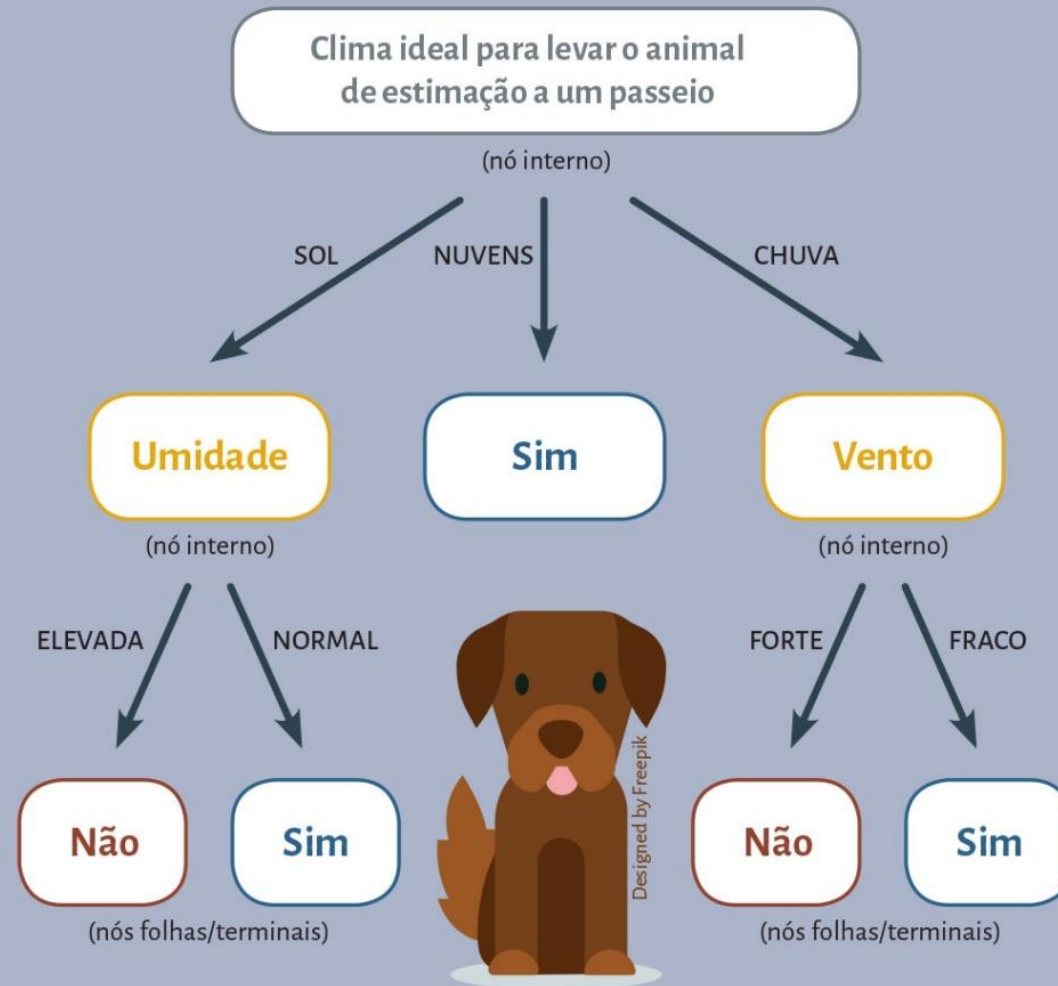 Clima ideal para levar o animal
de estimação a um passeio
(nó interno)
SOL
NUVENS
CHUVA
Umidade
Sim
Vento
(nó interno)
(nó interno)
ELEVADA
NORMAL
FORTE
FRACO
Não
Sim
Designed by Freepik
Não
Sim
(nós folhas/terminais)
(nós folhas/terminais)